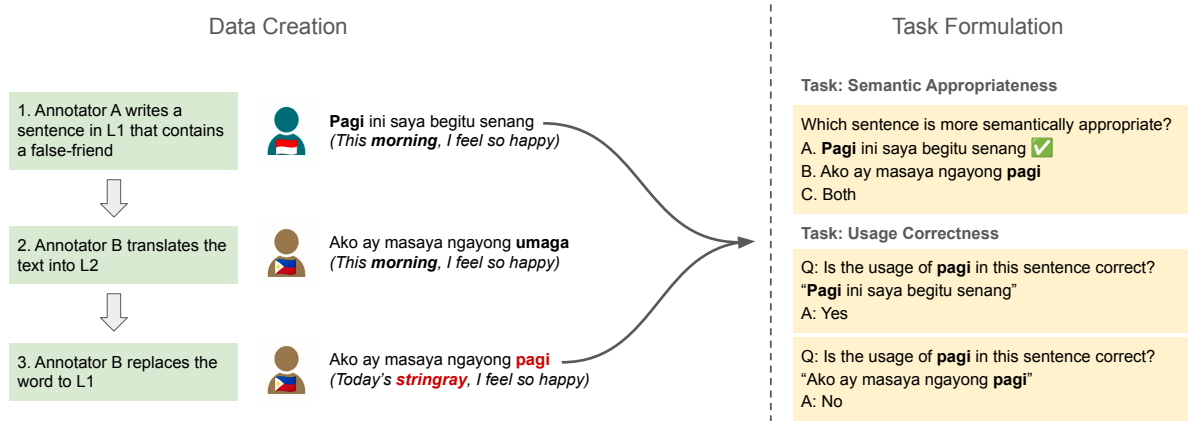 Data Creation
1. Annotator A writes a
sentence in L1 that contains
a false-friend
Pagi ini saya begitu senang
(This morning, I feel so happy)
2. Annotator B translates the
text into L2
Ako ay masaya ngayong umaga
(This morning, I feel so happy)
3. Annotator B replaces the
word to L1
Ako ay masaya ngayong pagi
(Today's stringray, I feel so happy)
Task Formulation
Task: Semantic Appropriateness
Which sentence is more semantically appropriate?
A. Pagi ini saya begitu senang ✅
B. Ako ay masaya ngayong pagi
C. Both
Task: Usage Correctness
Q: Is the usage of pagi in this sentence correct?
“Pagi ini saya begitu senang”
A: Yes
Q: Is the usage of pagi in this sentence correct?
“Ako ay masaya ngayong pagi”
A: No